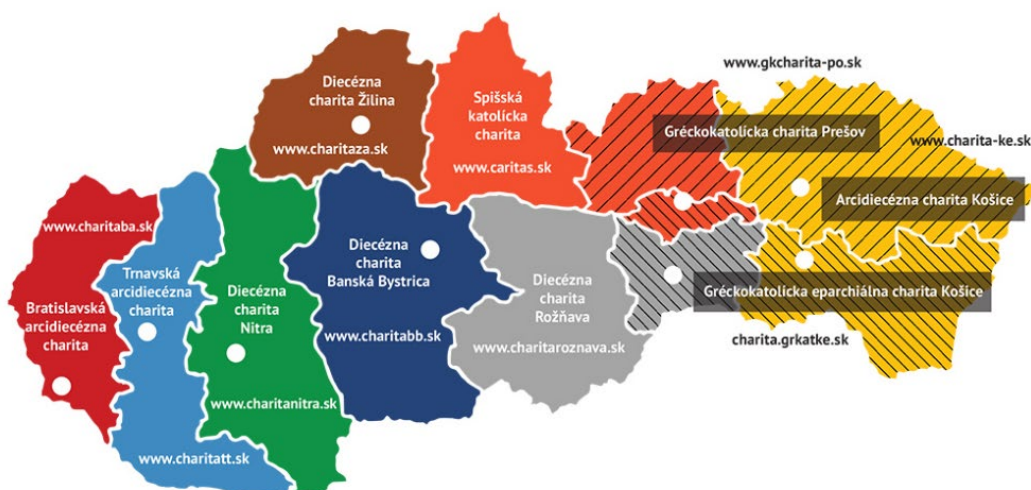 www.gkcharita-po.sk
Diecézna
charita Žilina
www.charitaza.sk
Spišská
katolícka
charita
www.caritas.sk
Gréckokatolícka charita Prešov
www.charita-ke.sk
Arcidiecézna charita Košice
www.charitaba.sk
Bratislavská
arcidiecézna
charita
Trnavská
arcidiecézna
charita
www.charitatt.sk
Diecézna
charita
Nitra
www.charitanitra.sk
Diecézna
charita
Banská Bystrica
www.charitabb.sk
Diecézna
charita
Rožňava
www.charitaroznava.sk
Gréckokatolícka eparchiálna charita Košice
charita.grkatke.sk